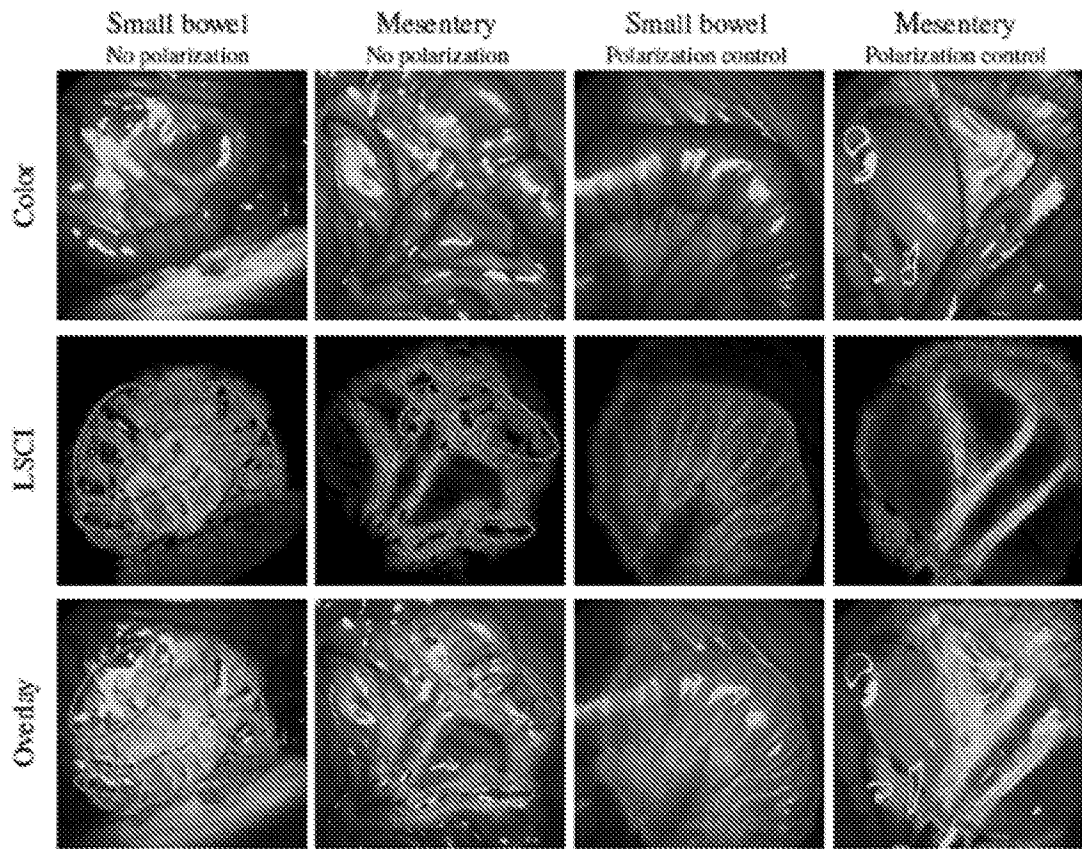 Small bowel
No polarization
Mesentery
No polarization
Small bowel
Polarization control
Mesentery
Polarization control
Color
LSCI
Overlay